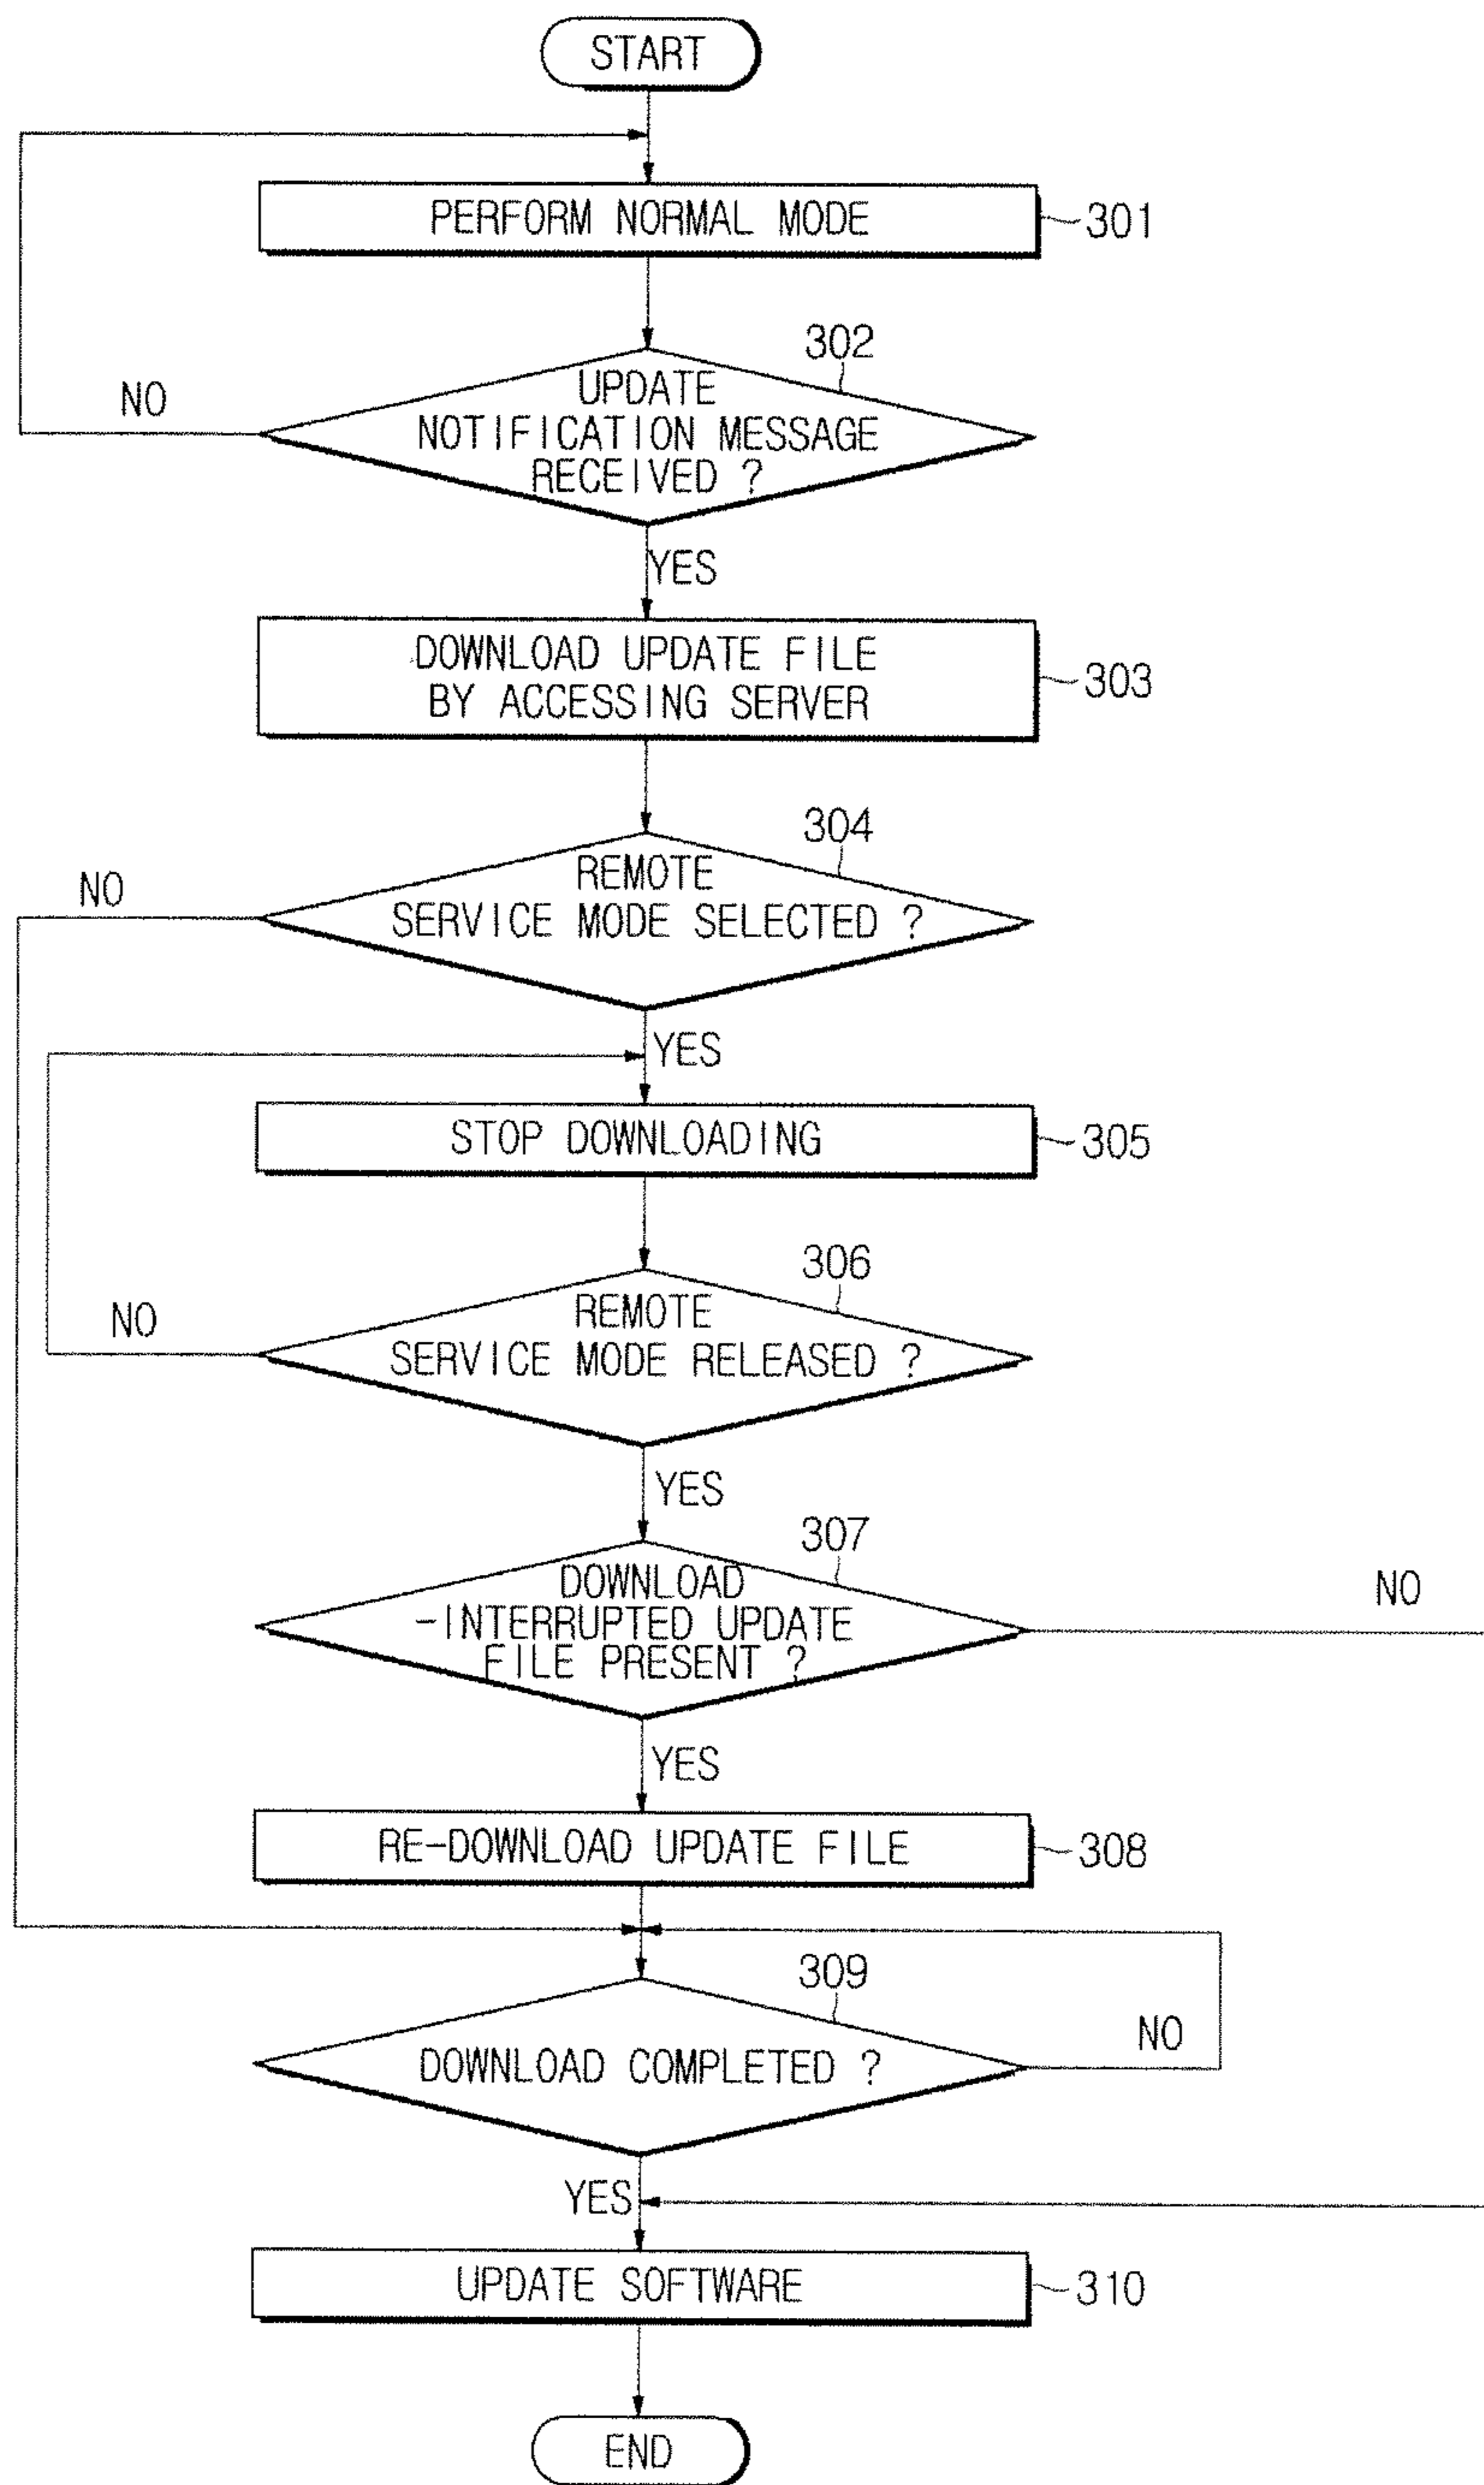 START
PERFORM NORMAL MODE
301
302
UPDATE
NOTIFICATION MESSAGE
RECEIVED ?
NO
YES
DOWNLOAD UPDATE FILE
BY ACCESSING SERVER
303
304
REMOTE
SERVICE MODE SELECTED ?
NO
YES
STOP DOWNLOADING
305
306
REMOTE
SERVICE MODE RELEASED ?
NO
YES
307
DOWNLOAD
-INTERRUPTED UPDATE
FILE PRESENT ?
NO
YES
RE-DOWNLOAD UPDATE FILE
308
309
DOWNLOAD COMPLETED ?
NO
YES
UPDATE SOFTWARE
310
END